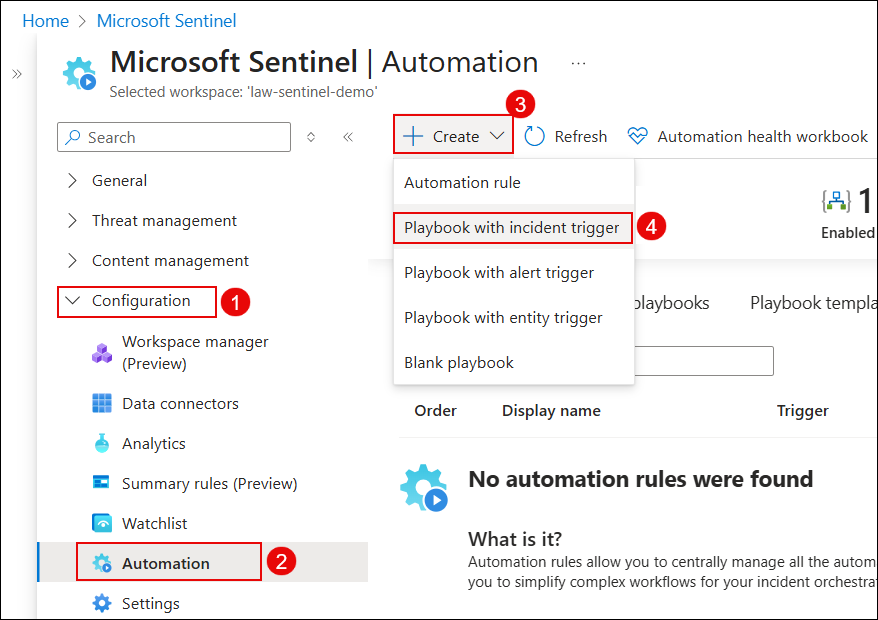 Home > Microsoft Sentinel
Microsoft Sentinel | Automation ...
Selected workspace: 'law-sentinel-demo'
3
Search
Create
Refresh
Automation health workbook
General
Automation rule
1
Threat management
Playbook with incident trigger
4
Enabled
Content management
Playbook with alert trigger
Configuration
1
Playbook with entity trigger
playbooks
Playbook templa
Workspace manager
(Preview)
Blank playbook
Data connectors
Order
Display name
Trigger
Analytics
No automation rules were found
Summary rules (Preview)
Watchlist
What is it?
Automation
2
Automation rules allow you to centrally manage all the autom
you to simplify complex workflows for your incident orchestra
Settings